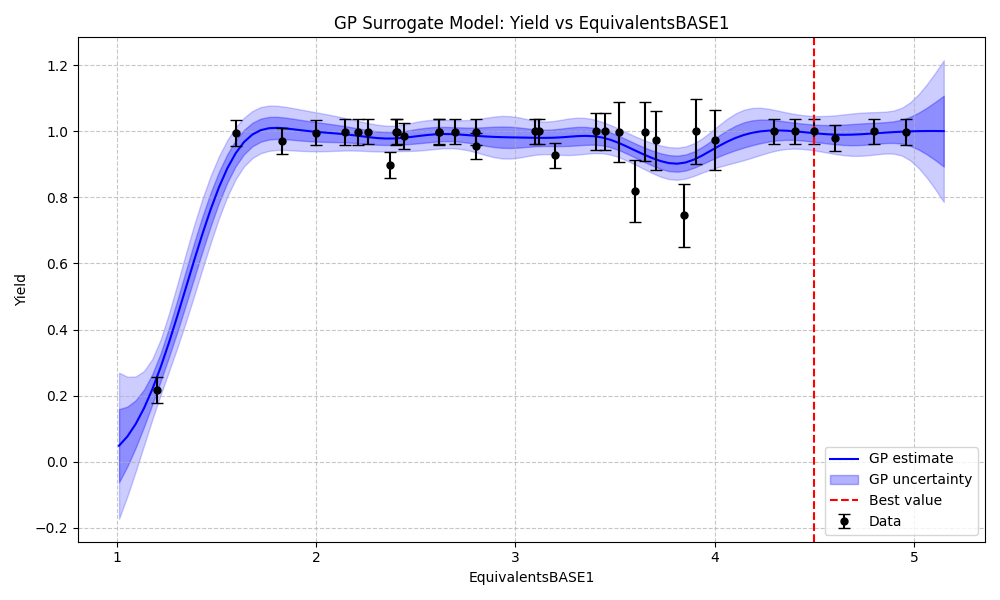 GP Surrogate Model: Yield vs EquivalentsBASE1
Yield
1.2
1.0
0.8
0.6
0.4
0.2
0.0
−0.2
GP estimate
GP uncertainty
Best value
Data
1
2
3
4
5
EquivalentsBASE1